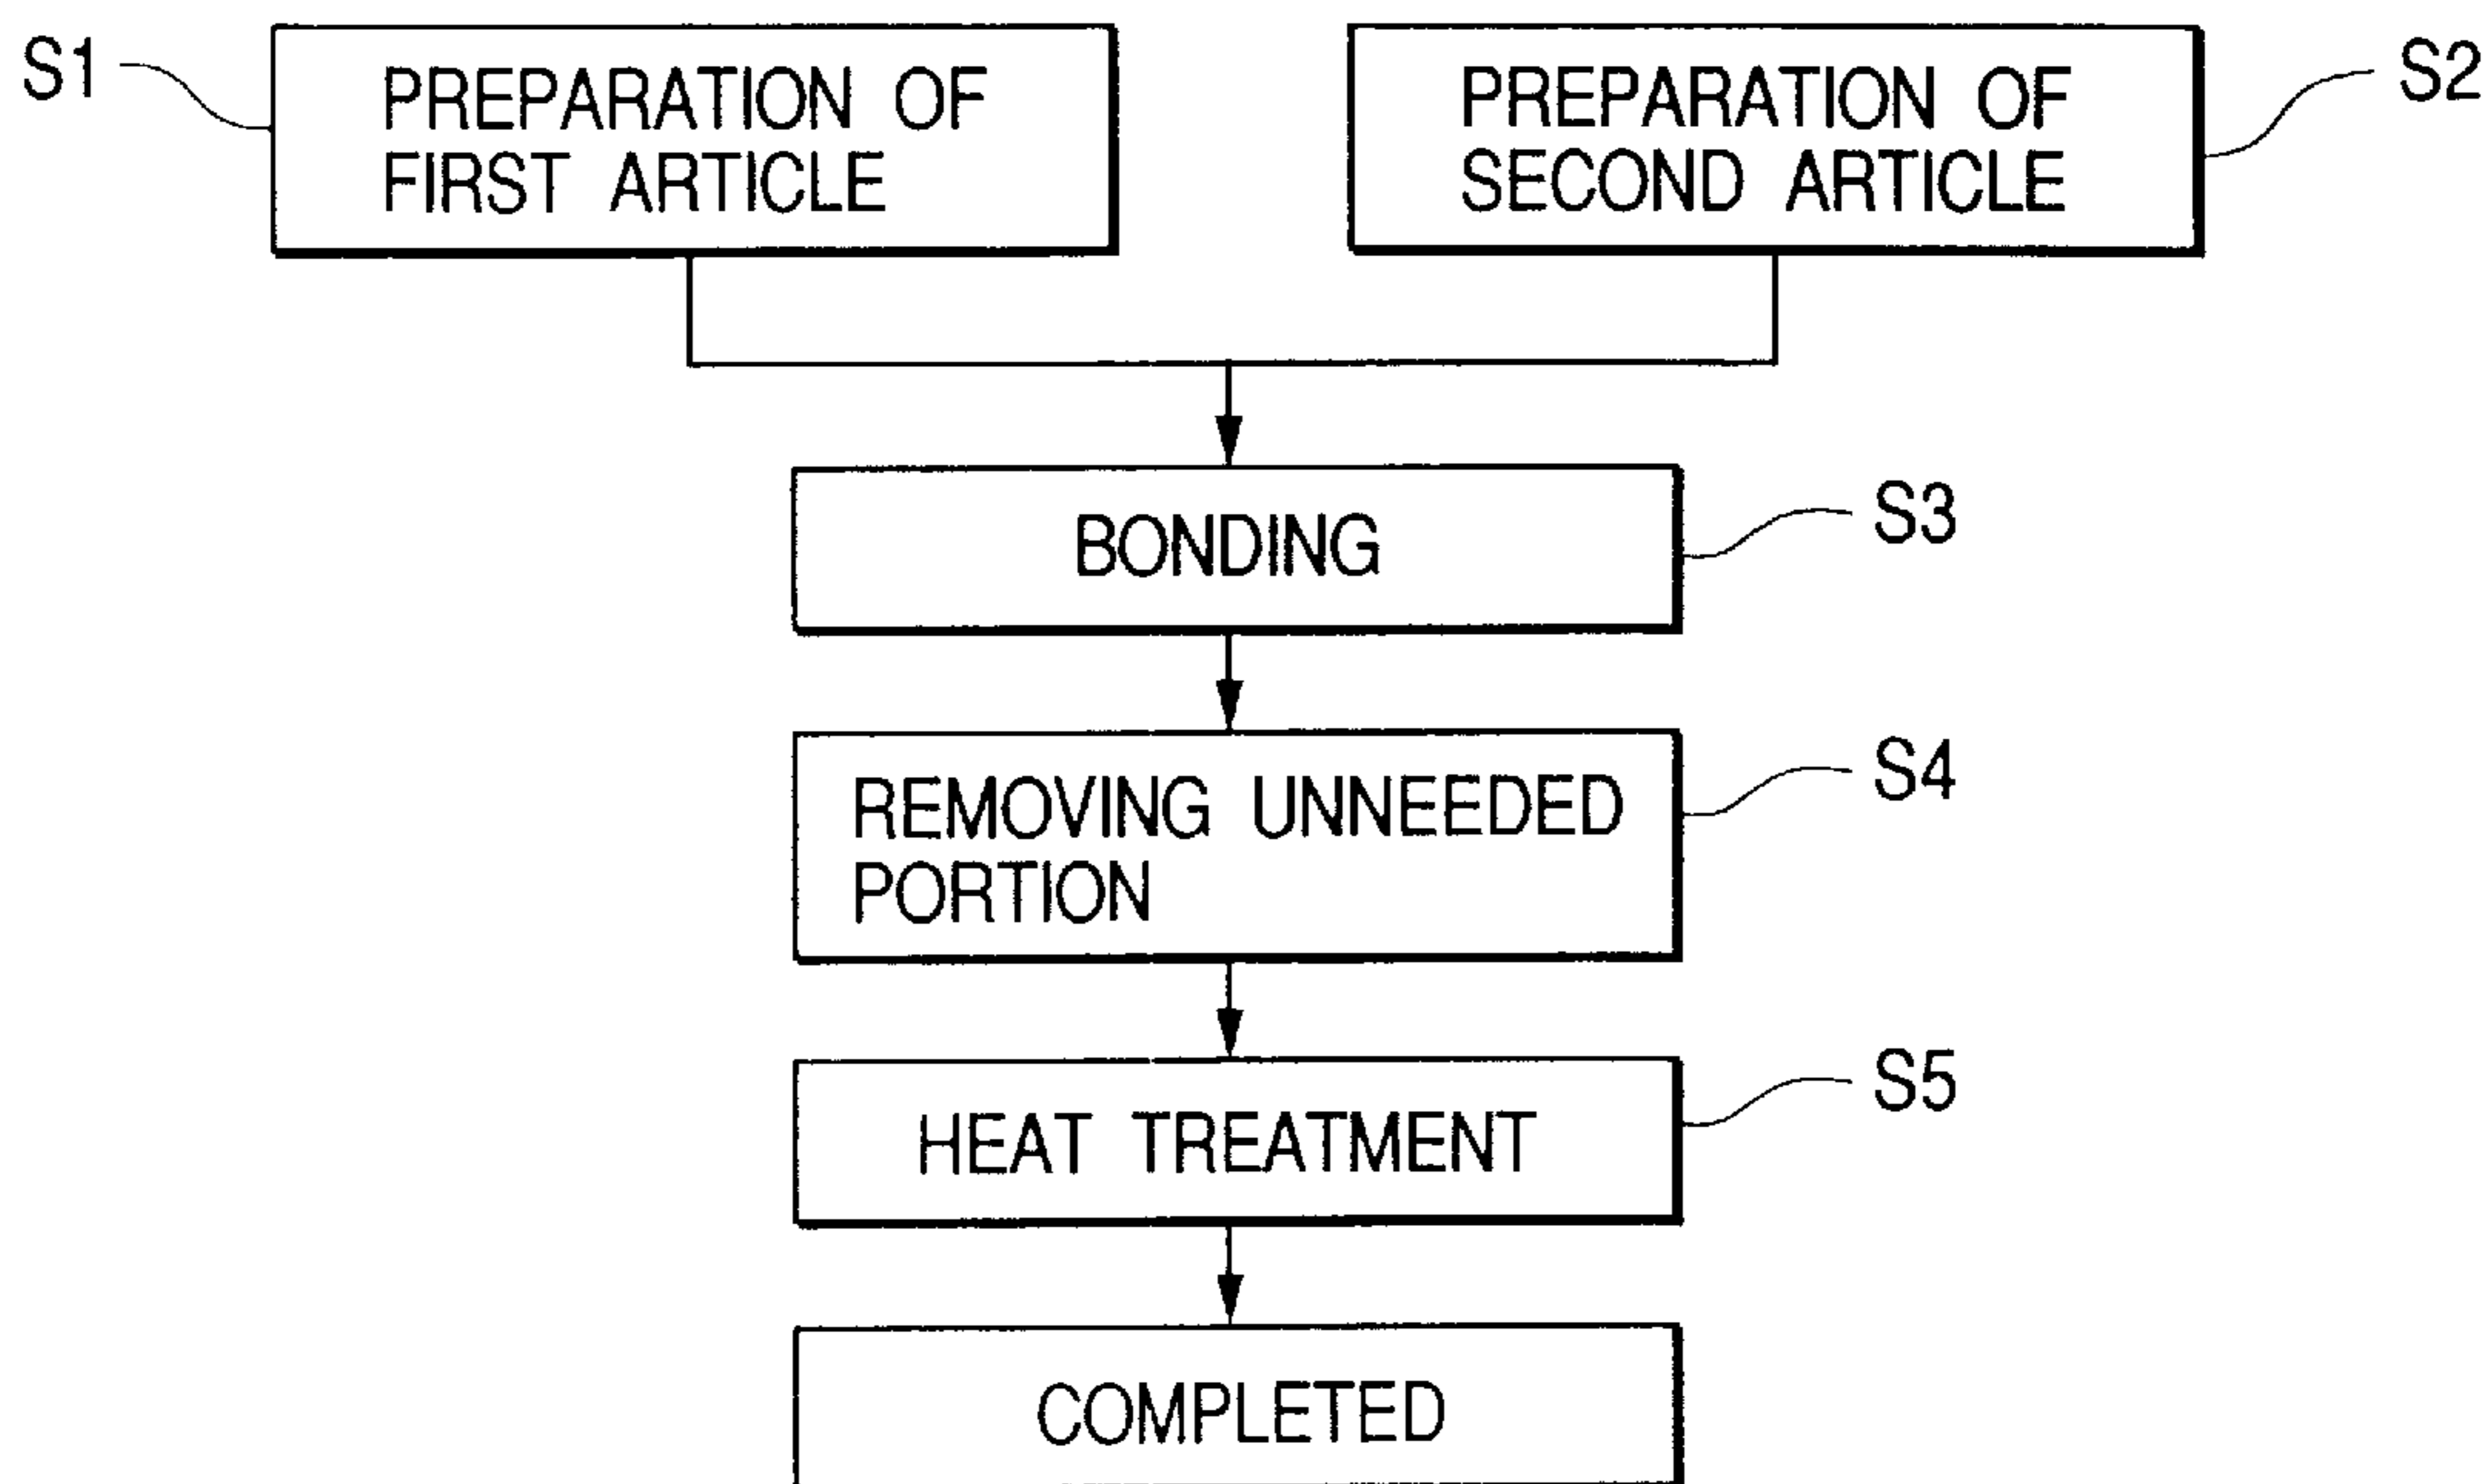 S1
PREPARATION OF
FIRST ARTICLE
PREPARATION OF
SECOND ARTICLE
S2
BONDING
S3
REMOVING UNNEEDED
PORTION
S4
HEAT TREATMENT
S5
COMPLETED